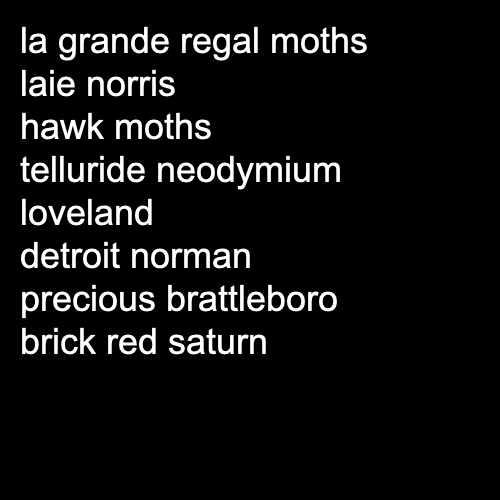 la grande regal moths
laie norris
hawk moths
telluride neodymium
loveland
detroit norman
precious brattleboro
brick red saturn